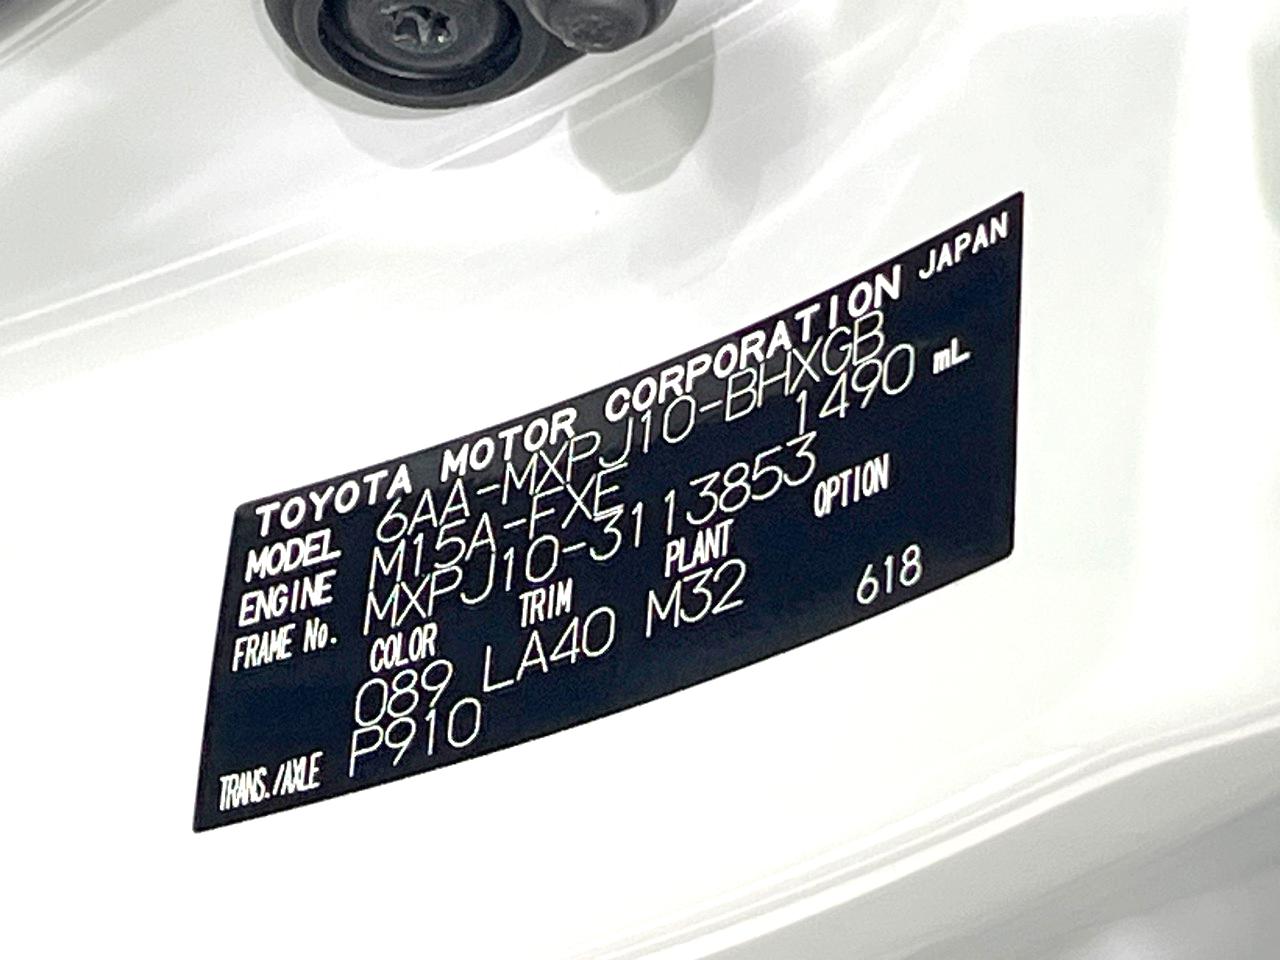 TOYOTA MOTOR CORPORATION JAPAN
MODEL 6AA-MXPJ10-BHXGB
ENGINE M15A-FXE 1490 mL
FRAME No. MXPJ10-3113853
COLOR TRIM PLANT OPTION
089 LA40 M32 618
TRANS./AXLE P910